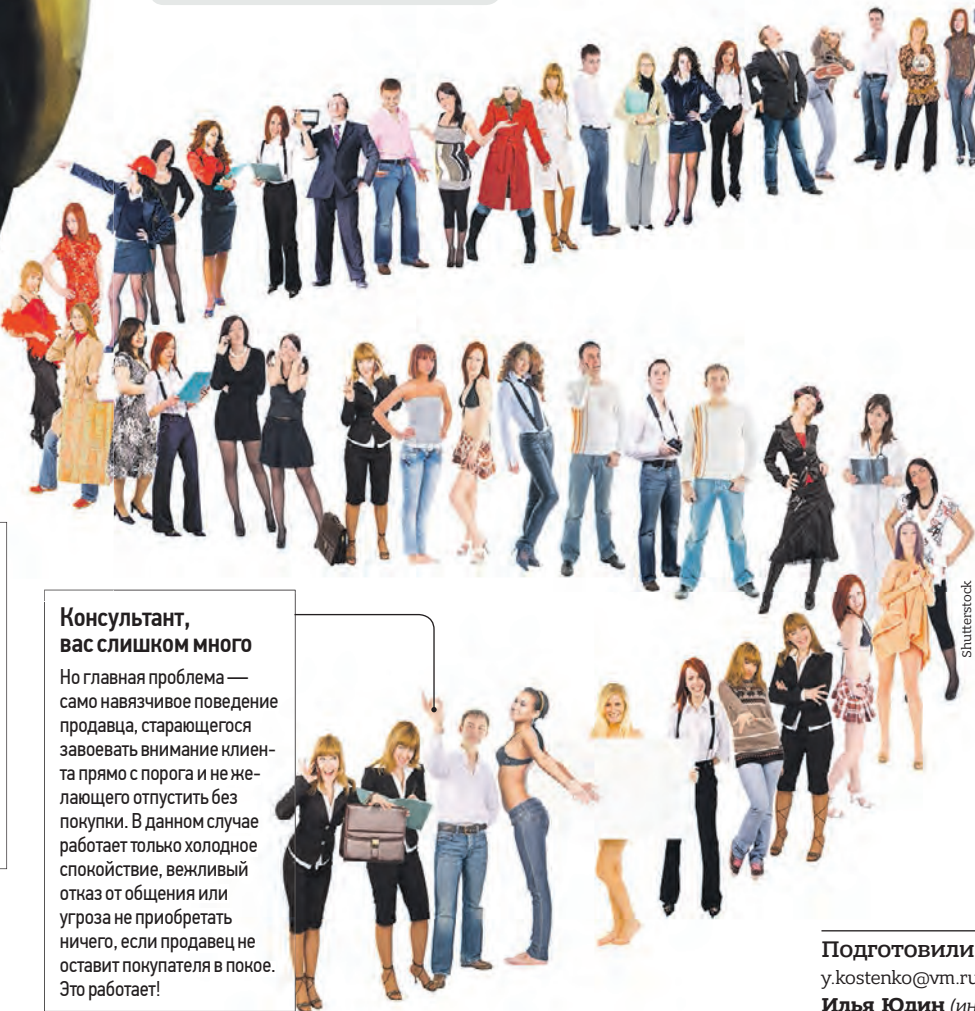 Консультант,
вас слишком много
Но главная проблема —
само навязчивое поведение
продавца, старающегося
завоевать внимание клиен-
та прямо с порога и не же-
лающего отпустить без
покупки. В данном случае
работает только холодное
спокойствие, вежливый
отказ от общения или
угроза не приобретать
ничего, если продавец не
оставит покупателя в покое.
Это работает!
Shutterstock
Подготовили
y.kostenko@vm.ru
Илья Юдин (ин